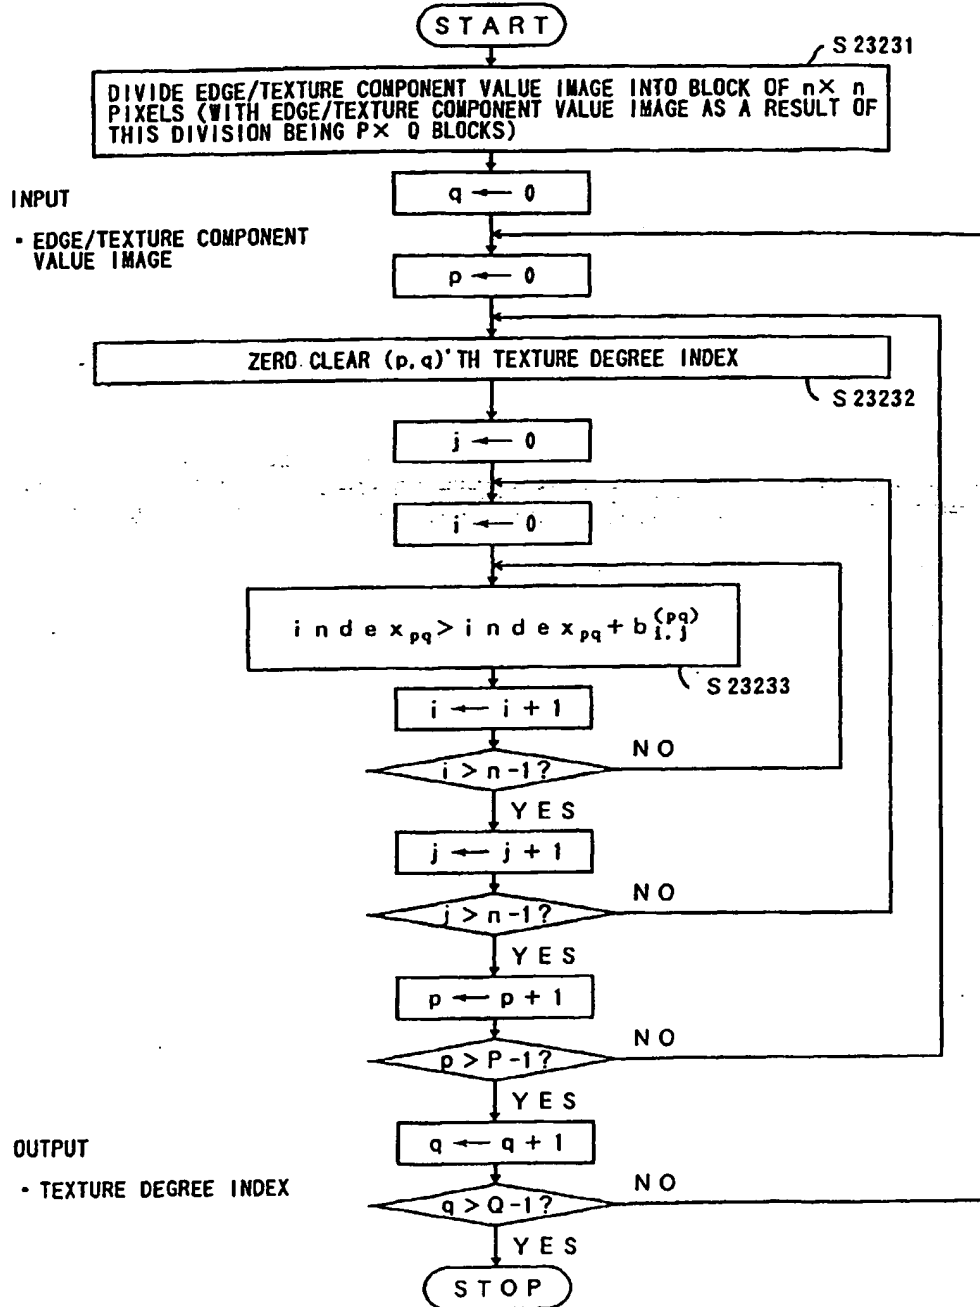 START
S23231
DIVIDE EDGE/TEXTURE COMPONENT VALUE IMAGE INTO BLOCK OF n× n
PIXELS (WITH EDGE/TEXTURE COMPONENT VALUE IMAGE AS A RESULT OF
THIS DIVISION BEING P× Q BLOCKS)
q ← 0
INPUT
・EDGE/TEXTURE COMPONENT
VALUE IMAGE
p ← 0
ZERO CLEAR (p,q)'TH TEXTURE DEGREE INDEX
S23232
j ← 0
i ← 0
index_pq > index_pq + b_i,j^(pq)
S23233
i ← i + 1
i > n-1?
NO
YES
j ← j + 1
j > n-1?
NO
YES
p ← p + 1
p > P-1?
NO
YES
q ← q + 1
OUTPUT
・TEXTURE DEGREE INDEX
q > Q-1?
NO
YES
STOP